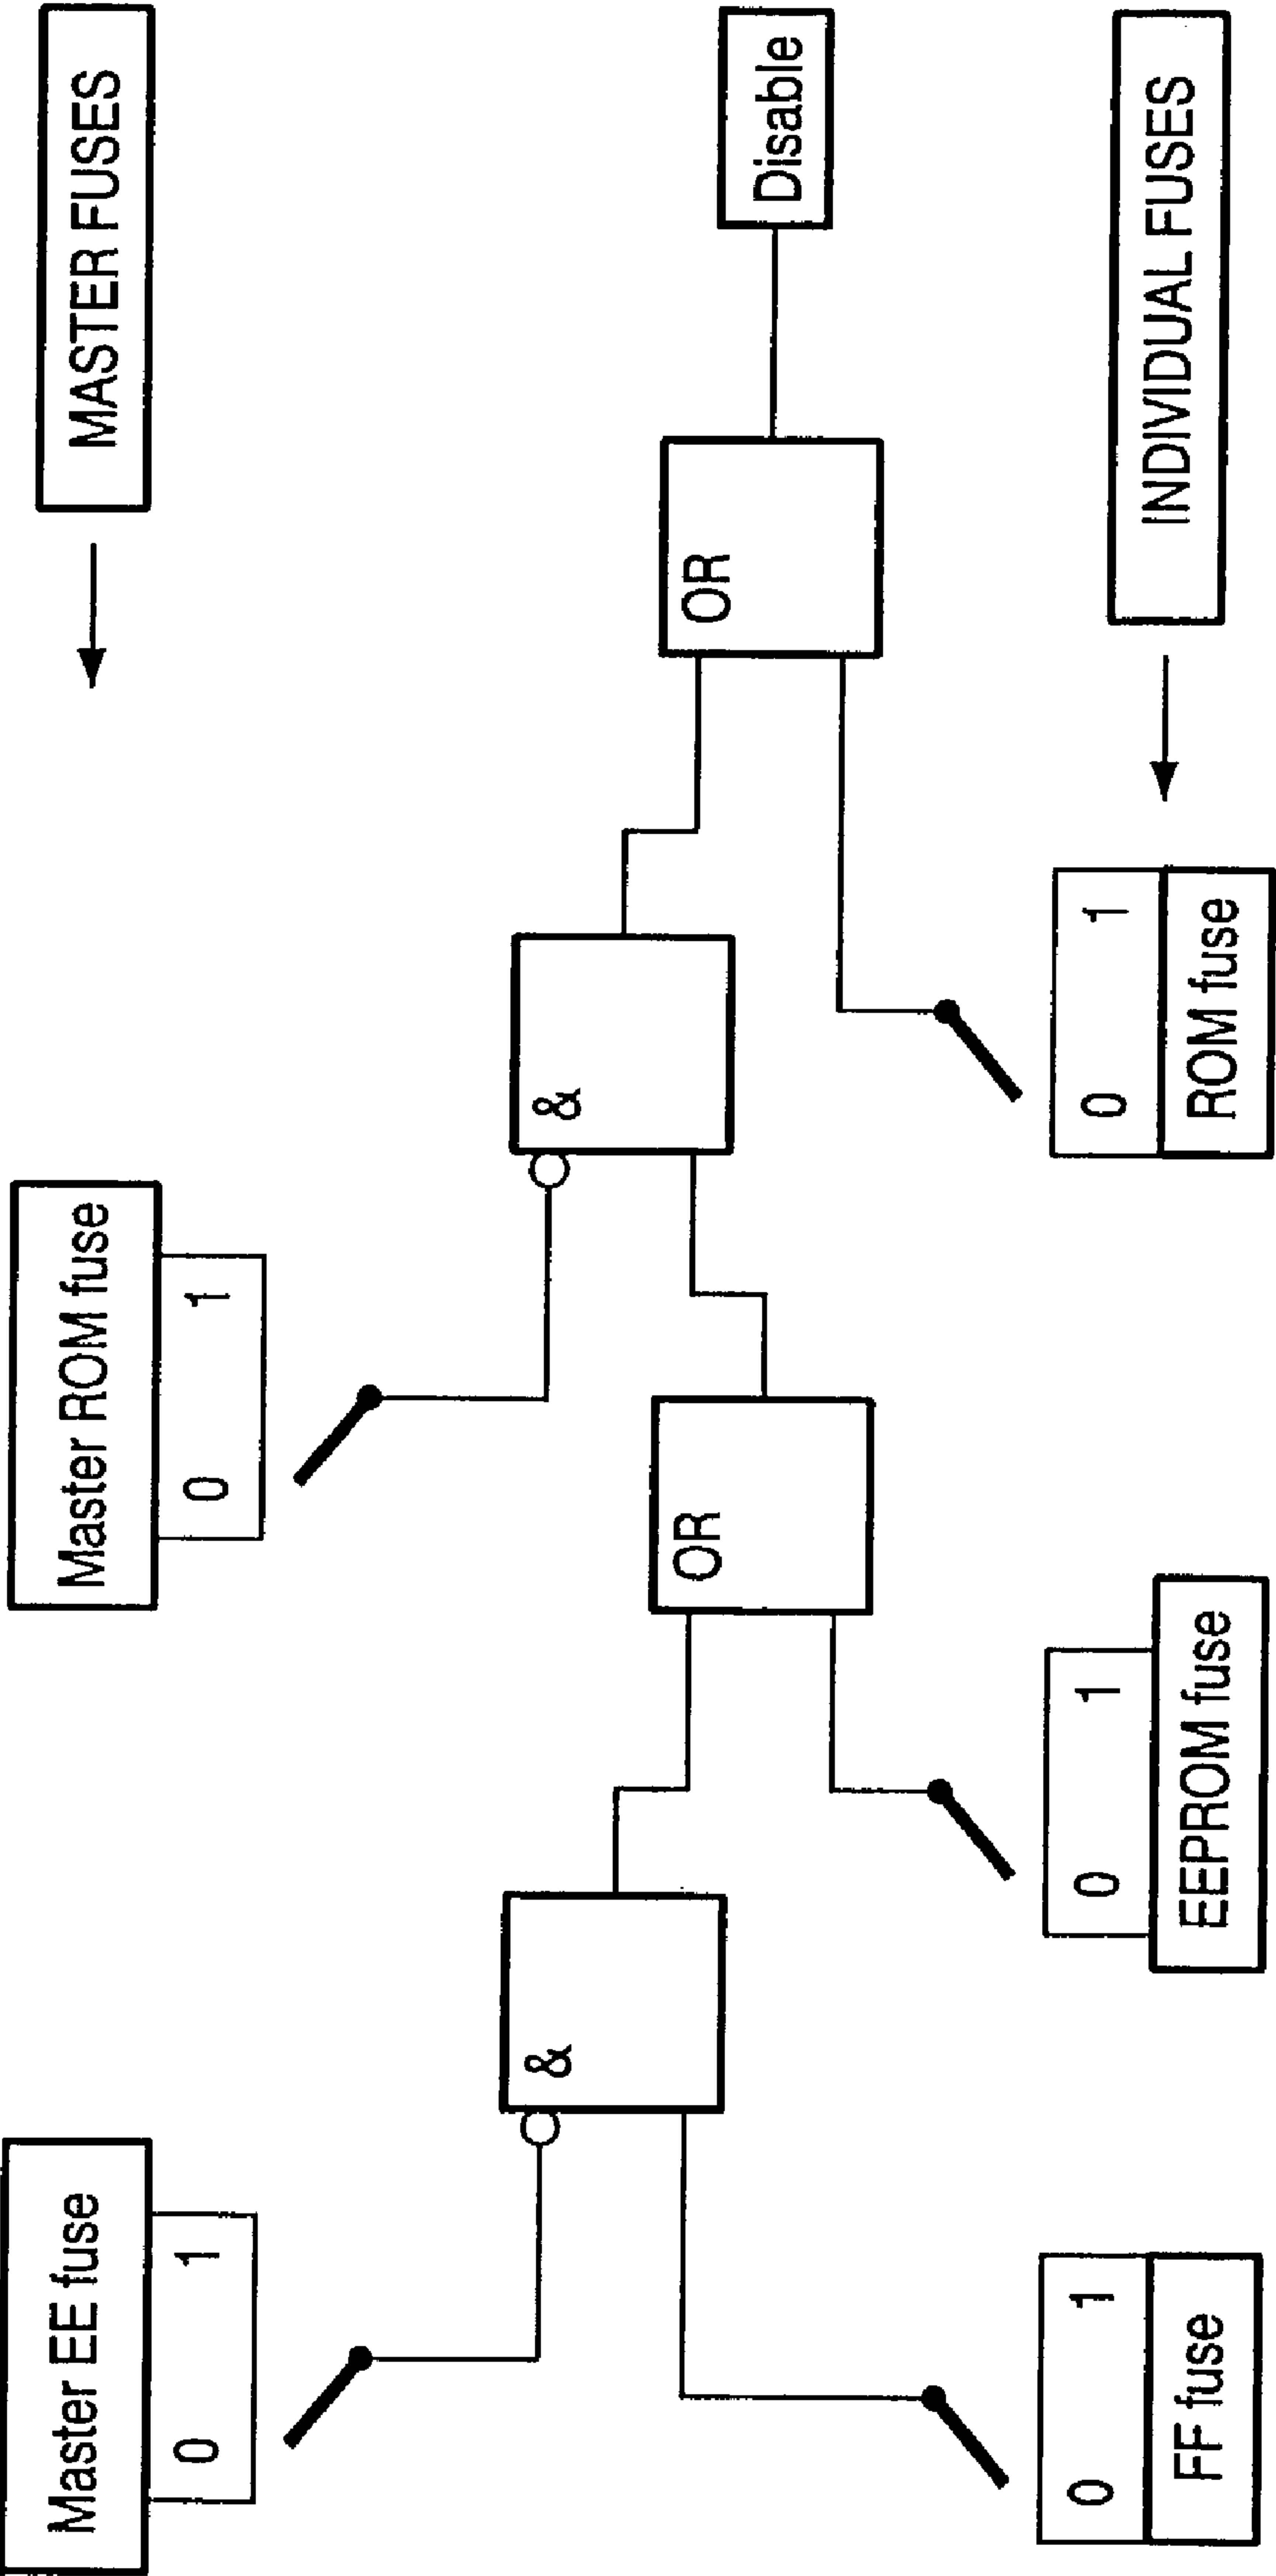 MASTER FUSES
Master EE fuse
0 1
Master ROM fuse
0 1
&
OR
&
OR
Disable
0 1
FF fuse
0 1
EEPROM fuse
0 1
ROM fuse
INDIVIDUAL FUSES